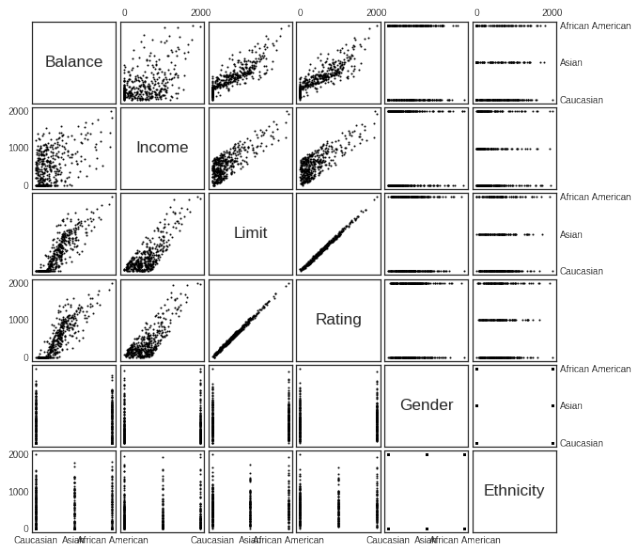 0 2000 0 2000 0 2000
African American
Balance
Asian
Caucasian
2000
Income
1000
0
African American
Limit
Asian
Caucasian
2000
Rating
1000
0
African American
Gender
Asian
Caucasian
2000
Ethnicity
1000
0
Caucasian Asian African American Caucasian Asian African American Caucasian Asian African American